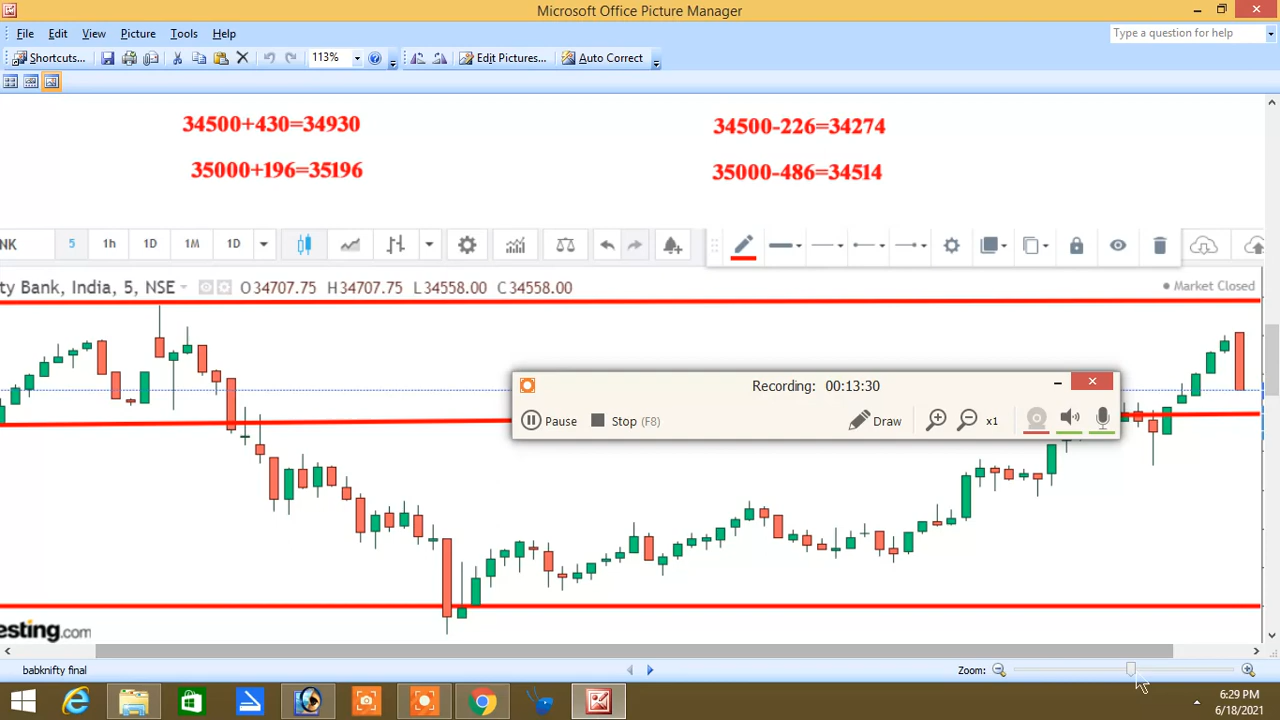 Microsoft Office Picture Manager
File Edit View Picture Tools Help
Type a question for help
Shortcuts... 113% Edit Pictures... Auto Correct
34500+430=34930 34500-226=34274
35000+196=35196 35000-486=34514
NK 5 1h 1D 1M 1D
ty Bank, India, 5, NSE O34707.75 H34707.75 L34558.00 C34558.00 Market Closed
Recording: 00:13:30
Pause Stop (F8) Draw x1
esting.com
babknifty final Zoom:
6:29 PM
6/18/2021